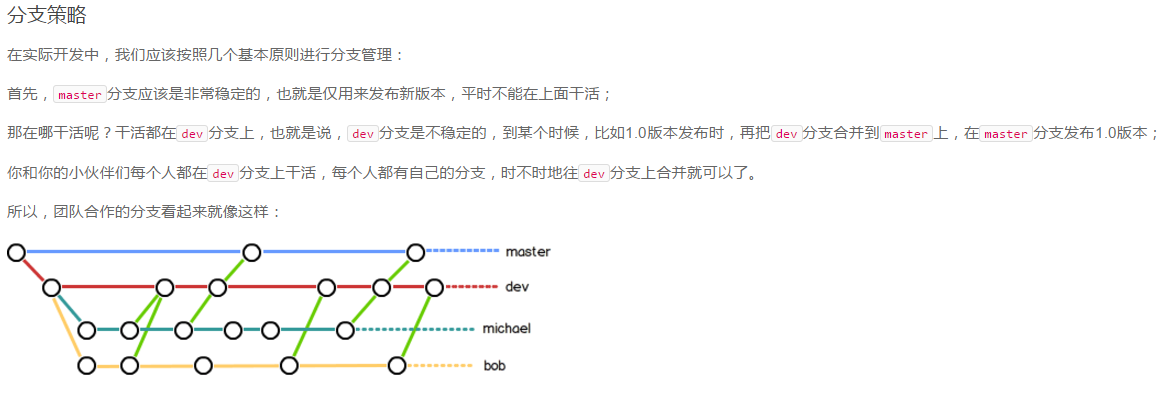 分支策略
在实际开发中，我们应该按照几个基本原则进行分支管理：
首先，master分支应该是非常稳定的，也就是仅用来发布新版本，平时不能在上面干活；
那在哪干活呢？干活都在dev分支上，也就是说，dev分支是不稳定的，到某个时候，比如1.0版本发布时，再把dev分支合并到master上，在master分支发布1.0版本；
你和你的小伙伴们每个人都在dev分支上干活，每个人都有自己的分支，时不时地往dev分支上合并就可以了。
所以，团队合作的分支看起来就像这样：
master
dev
michael
bob